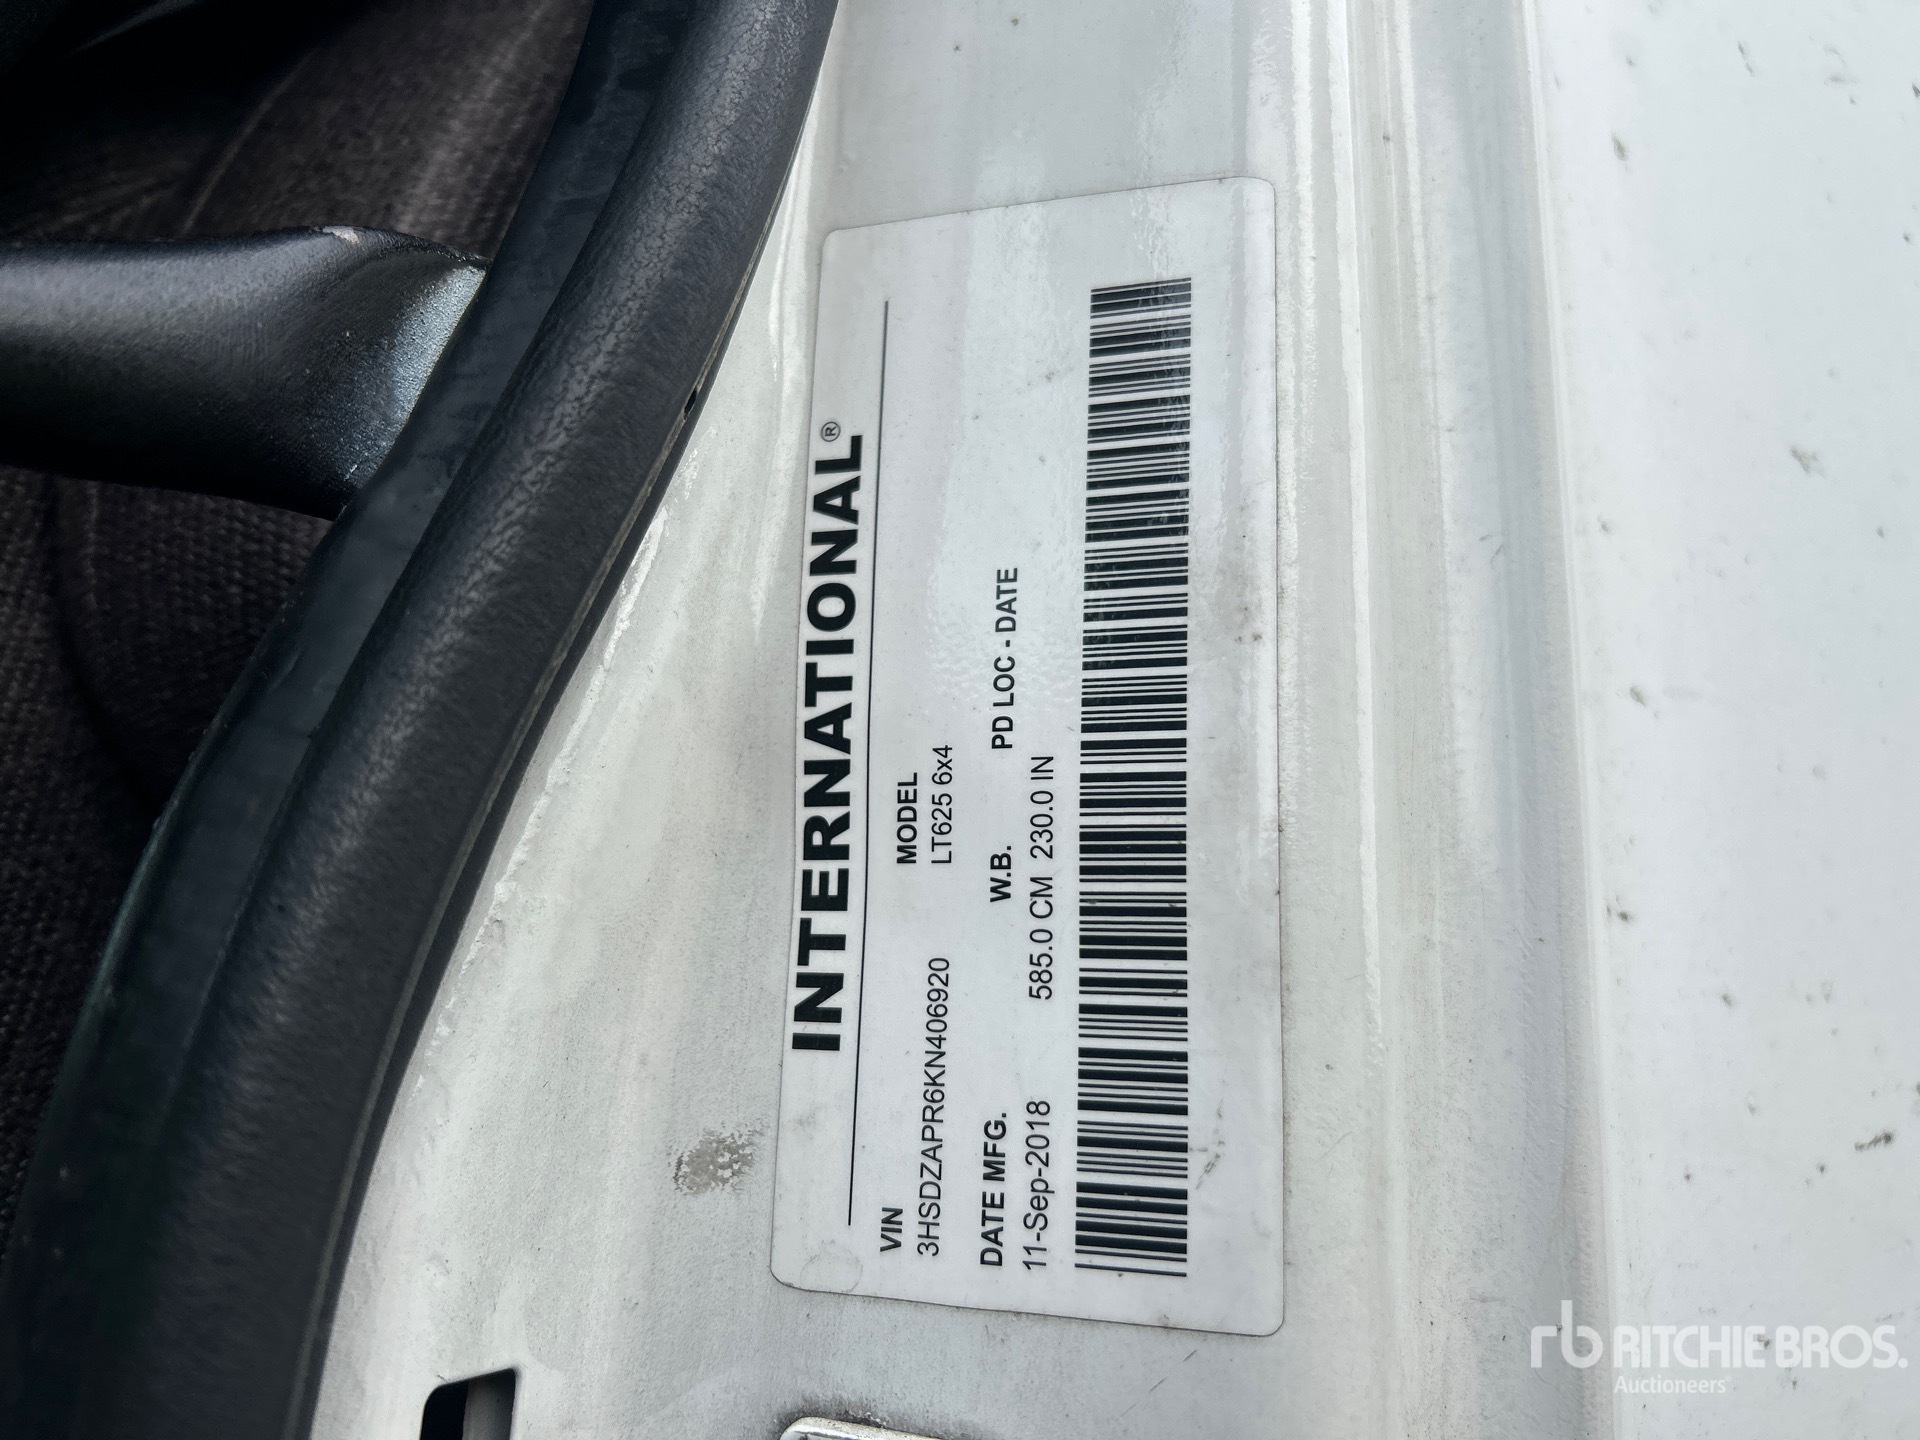 INTERNATIONAL®
VIN MODEL
3HSDZAPR6KN406920 LT625 6x4
DATE MFG. W.B. PD LOC - DATE
11-Sep-2018 585.0 CM 230.0 IN
rb RITCHIE BROS.
Auctioneers